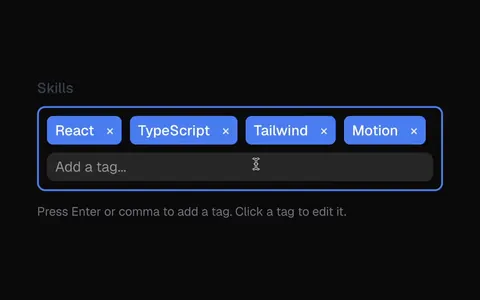 Skills
React × TypeScript × Tailwind × Motion ×
Add a tag...
Press Enter or comma to add a tag. Click a tag to edit it.